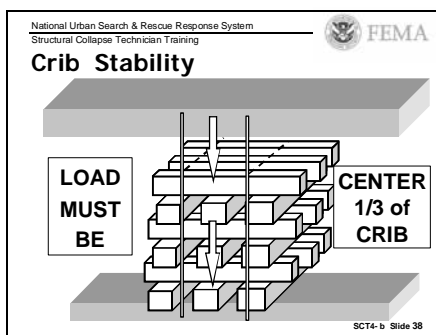 National Urban Search & Rescue Response System
Structural Collapse Technician Training
FEMA
Crib Stability
LOAD
MUST
BE
CENTER
1/3 of
CRIB
SCT4-b Slide 38